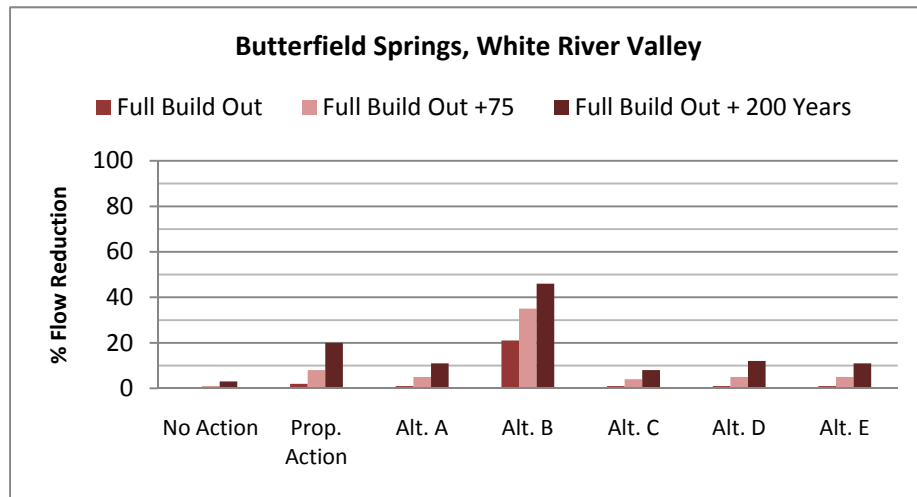 Butterfield Springs, White River Valley
Full Build Out Full Build Out +75 Full Build Out + 200 Years
% Flow Reduction
100
80
60
40
20
0
No Action Prop. Action Alt. A Alt. B Alt. C Alt. D Alt. E